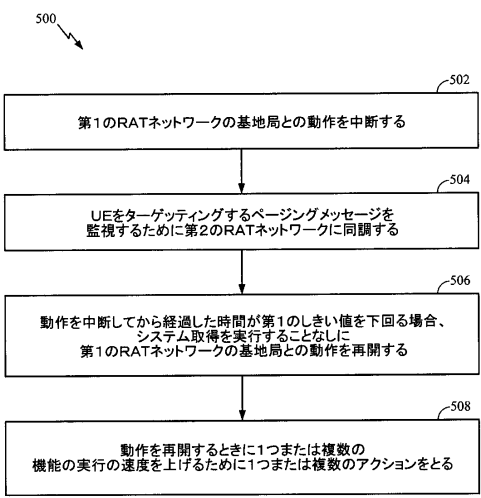 500
502
第1のRATネットワークの基地局との動作を中断する
504
UEをターゲッティングするページングメッセージを
監視するために第2のRATネットワークに同調する
506
動作を中断してから経過した時間が第1のしきい値を下回る場合、
システム取得を実行することなしに
第1のRATネットワークの基地局との動作を再開する
508
動作を再開するときに1つまたは複数の
機能の実行の速度を上げるために1つまたは複数のアクションをとる